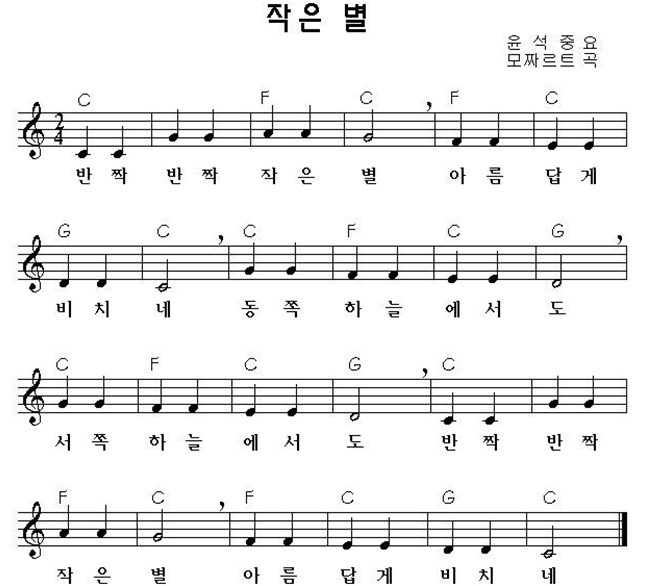 작은 별
윤 석 중 요
모짜르트 곡
C F C F C
2
4
반 짝 반 짝 작 은 별 아 름 답 게
G C C F C G
비 치 네 동 쪽 하 늘 에 서 도
C F C G C
서 쪽 하 늘 에 서 도 반 짝 반 짝
F C F C G C
작 은 별 아 름 답 게 비 치 네